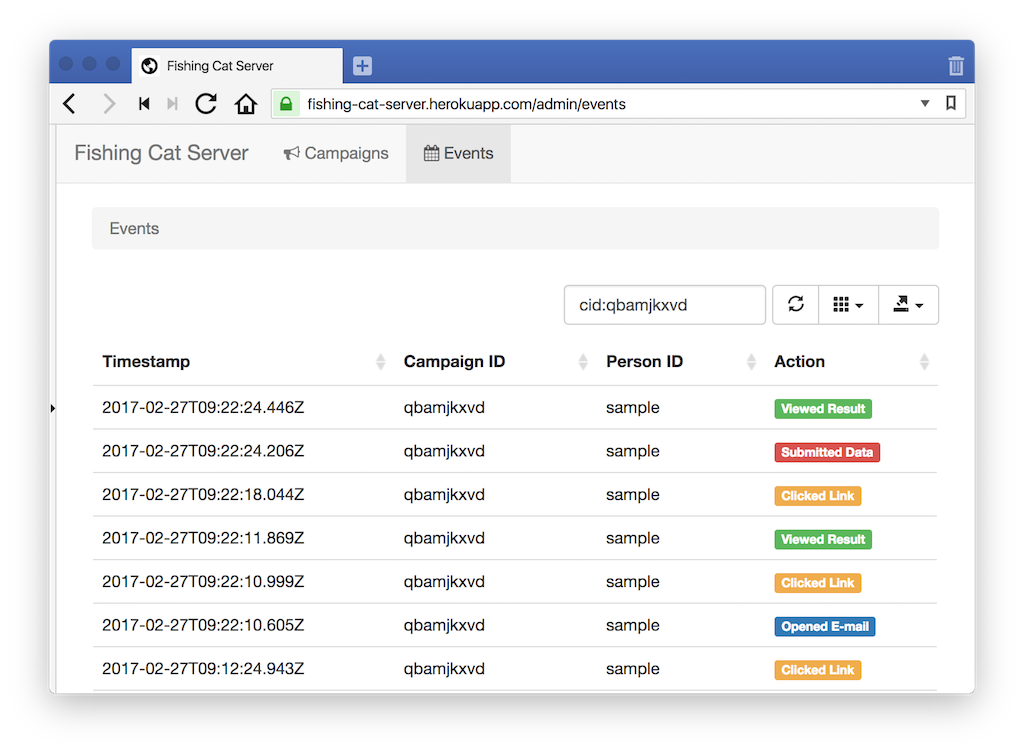 Fishing Cat Server
fishing-cat-server.herokuapp.com/admin/events
Fishing Cat Server Campaigns Events
Events
cid:qbamjkxvd
Timestamp Campaign ID Person ID Action
2017-02-27T09:22:24.446Z qbamjkxvd sample Viewed Result
2017-02-27T09:22:24.206Z qbamjkxvd sample Submitted Data
2017-02-27T09:22:18.044Z qbamjkxvd sample Clicked Link
2017-02-27T09:22:11.869Z qbamjkxvd sample Viewed Result
2017-02-27T09:22:10.999Z qbamjkxvd sample Clicked Link
2017-02-27T09:22:10.605Z qbamjkxvd sample Opened E-mail
2017-02-27T09:12:24.943Z qbamjkxvd sample Clicked Link